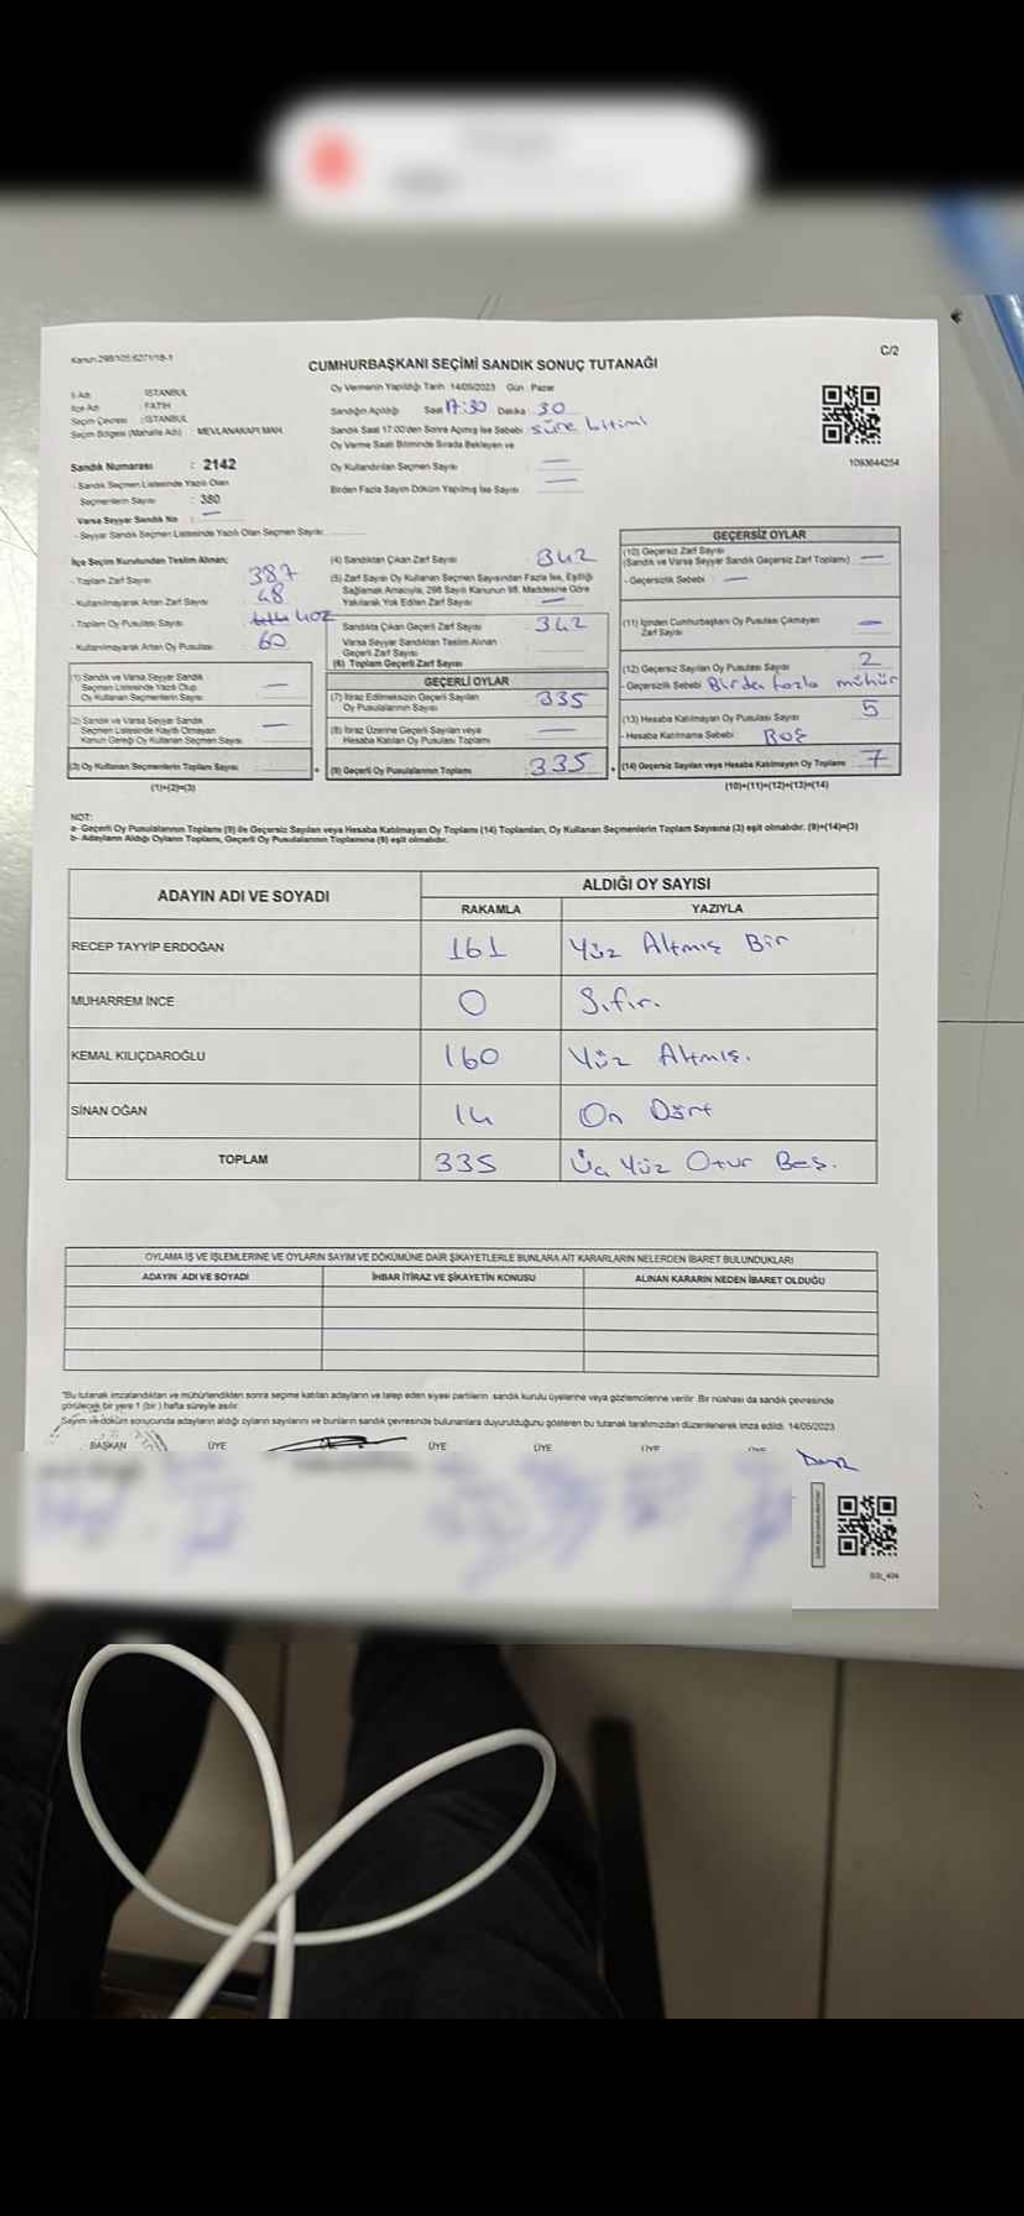 Kanun:298/105;6271/18-1
C/2
CUMHURBAŞKANI SEÇİMİ SANDIK SONUÇ TUTANAĞI
İl Adı : İSTANBUL
İlçe Adı : FATİH
Seçim Çevresi : İSTANBUL
Seçim Bölgesi (Mahalle Adı) : MEVLANAKAPI MAH.
Oy Vermenin Yapıldığı Tarih 14/05/2023 Gün : Pazar
Sandığın Açıldığı Saat 17:30 Dakika 30
Sandık Saat 17:00'den Sonra Açılmış İse Sebebi süre bitimi
Oy Verme Saati Bitiminde Sırada Bekleyen ve
Oy Kullandırılan Seçmen Sayısı —
Birden Fazla Sayım Döküm Yapılmış İse Sayısı —
1093644254
Sandık Numarası : 2142
- Sandık Seçmen Listesinde Yazılı Olan
Seçmenlerin Sayısı : 380
Varsa Seyyar Sandık No : —
- Seyyar Sandık Seçmen Listesinde Yazılı Olan Seçmen Sayısı
İlçe Seçim Kurulundan Teslim Alınan;
- Toplam Zarf Sayısı 387
- Kullanılmayarak Artan Zarf Sayısı 48
- Toplam Oy Pusulası Sayısı 402
- Kullanılmayarak Artan Oy Pusulası 60
(1) Sandık ve Varsa Seyyar Sandık
Seçmen Listesinde Yazılı Olup
Oy Kullanan Seçmenlerin Sayısı —
(2) Sandık ve Varsa Seyyar Sandık
Seçmen Listesinde Kayıtlı Olmayan
Kanun Gereği Oy Kullanan Seçmen Sayısı —
(3) Oy Kullanan Seçmenlerin Toplam Sayısı
(1)+(2)=(3)
(4) Sandıktan Çıkan Zarf Sayısı 342
(5) Zarf Sayısı Oy Kullanan Seçmen Sayısından Fazla İse, Eşitliği
Sağlamak Amacıyla, 298 Sayılı Kanunun 98. Maddesine Göre
Yakılarak Yok Edilen Zarf Sayısı —
Sandıkta Çıkan Geçerli Zarf Sayısı 342
Varsa Seyyar Sandıktan Teslim Alınan
Geçerli Zarf Sayısı
(6) Toplam Geçerli Zarf Sayısı
GEÇERLİ OYLAR
(7) İtiraz Edilmeksizin Geçerli Sayılan
Oy Pusulalarının Sayısı 335
(8) İtiraz Üzerine Geçerli Sayılan veya
Hesaba Katılan Oy Pusulası Toplamı —
(9) Geçerli Oy Pusulalarının Toplamı 335
GEÇERSİZ OYLAR
(10) Geçersiz Zarf Sayısı
(Sandık ve Varsa Seyyar Sandık Geçersiz Zarf Toplamı) —
- Geçersizlik Sebebi —
(11) İçinden Cumhurbaşkanı Oy Pusulası Çıkmayan
Zarf Sayısı —
(12) Geçersiz Sayılan Oy Pusulası Sayısı 2
- Geçersizlik Sebebi Birden fazla mühür
(13) Hesaba Katılmayan Oy Pusulası Sayısı 5
- Hesaba Katılmama Sebebi Boş
(14) Geçersiz Sayılan veya Hesaba Katılmayan Oy Toplamı 7
(10)+(11)+(12)+(13)=(14)
NOT:
a- Geçerli Oy Pusulalarının Toplamı (9) ile Geçersiz Sayılan veya Hesaba Katılmayan Oy Toplamı (14) Toplamları, Oy Kullanan Seçmenlerin Toplam Sayısına (3) eşit olmalıdır. (9)+(14)=(3)
b- Adayların Aldığı Oyların Toplamı, Geçerli Oy Pusulalarının Toplamına (9) eşit olmalıdır.
ADAYIN ADI VE SOYADI ALDIĞI OY SAYISI
RAKAMLA YAZIYLA
RECEP TAYYİP ERDOĞAN 161 Yüz Altmış Bir
MUHARREM İNCE 0 Sıfır.
KEMAL KILIÇDAROĞLU 160 Yüz Altmış.
SİNAN OĞAN 14 On Dört
TOPLAM 335 Üç Yüz Otur Beş.
OYLAMA İŞ VE İŞLEMLERİNE VE OYLARIN SAYIM VE DÖKÜMÜNE DAİR ŞİKAYETLERLE BUNLARA AİT KARARLARIN NELERDEN İBARET BULUNDUKLARI
ADAYIN ADI VE SOYADI İHBAR İTİRAZ VE ŞİKAYETİN KONUSU ALINAN KARARIN NEDEN İBARET OLDUĞU
"Bu tutanak imzalandıktan ve mühürlendikten sonra seçime katılan adayların ve talep eden siyasi partilerin sandık kurulu üyelerine veya gözlemcilerine verilir. Bir nüshası da sandık çevresinde
görülecek bir yere 1 (bir) hafta süreyle asılır.
Sayım ve döküm sonucunda adayların aldığı oyların sayılarını ve bunların sandık çevresinde bulunanlara duyurulduğunu gösteren bu tutanak tarafımızdan düzenlenerek imza edildi. 14/05/2023
BAŞKAN ÜYE ÜYE ÜYE ÜYE ÜYE